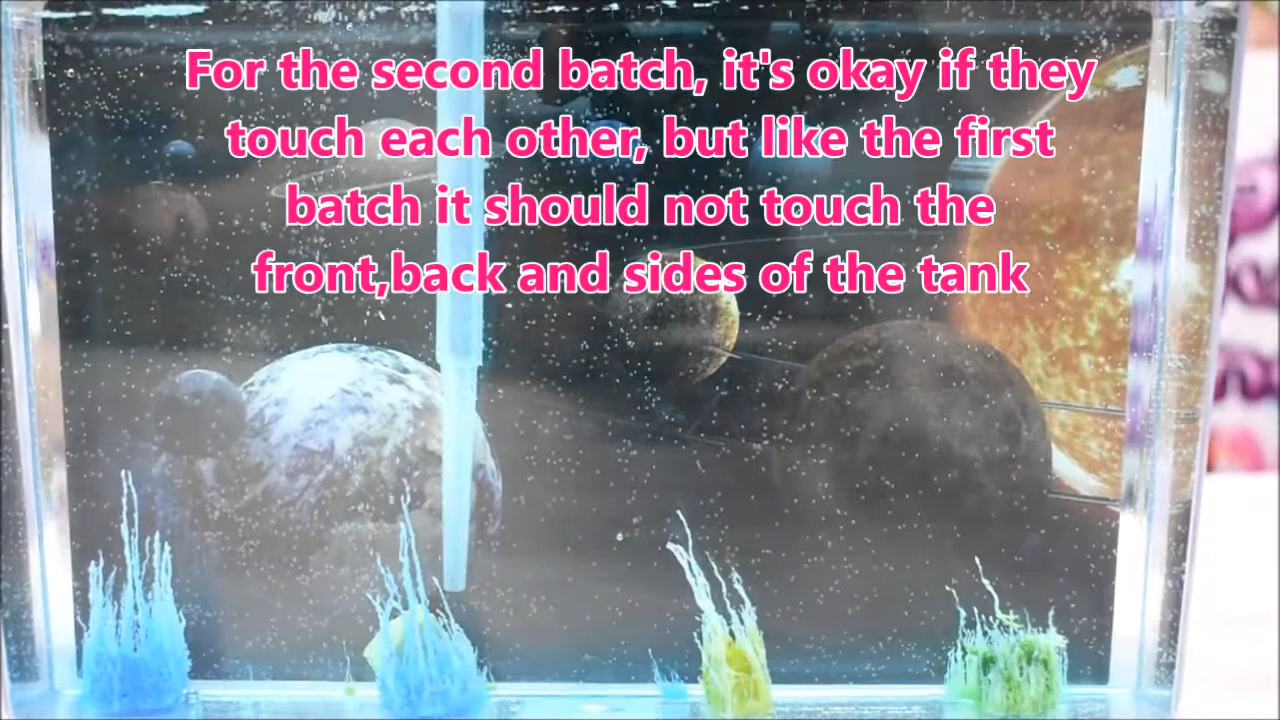 For the second batch, it's okay if they
touch each other, but like the first
batch it should not touch the
front,back and sides of the tank